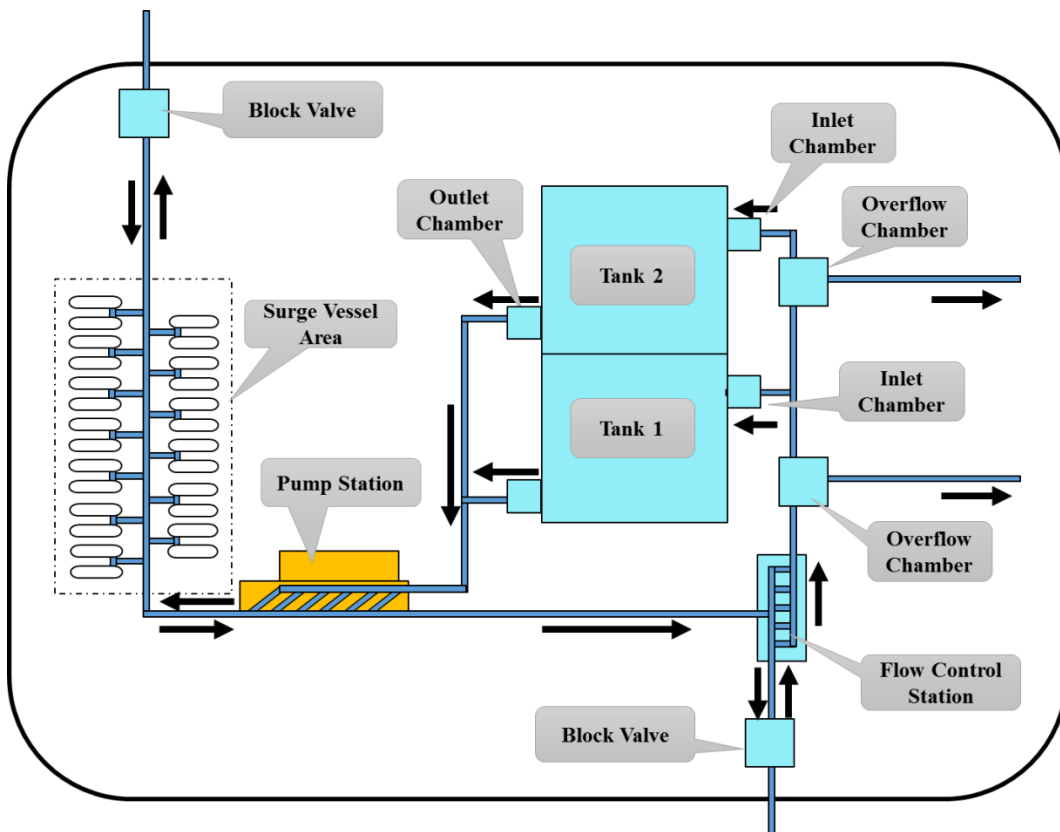 Block Valve
Inlet
Chamber
Outlet
Chamber
Overflow
Chamber
Tank 2
Surge Vessel
Area
Inlet
Chamber
Tank 1
Pump Station
Overflow
Chamber
Flow Control
Station
Block Valve